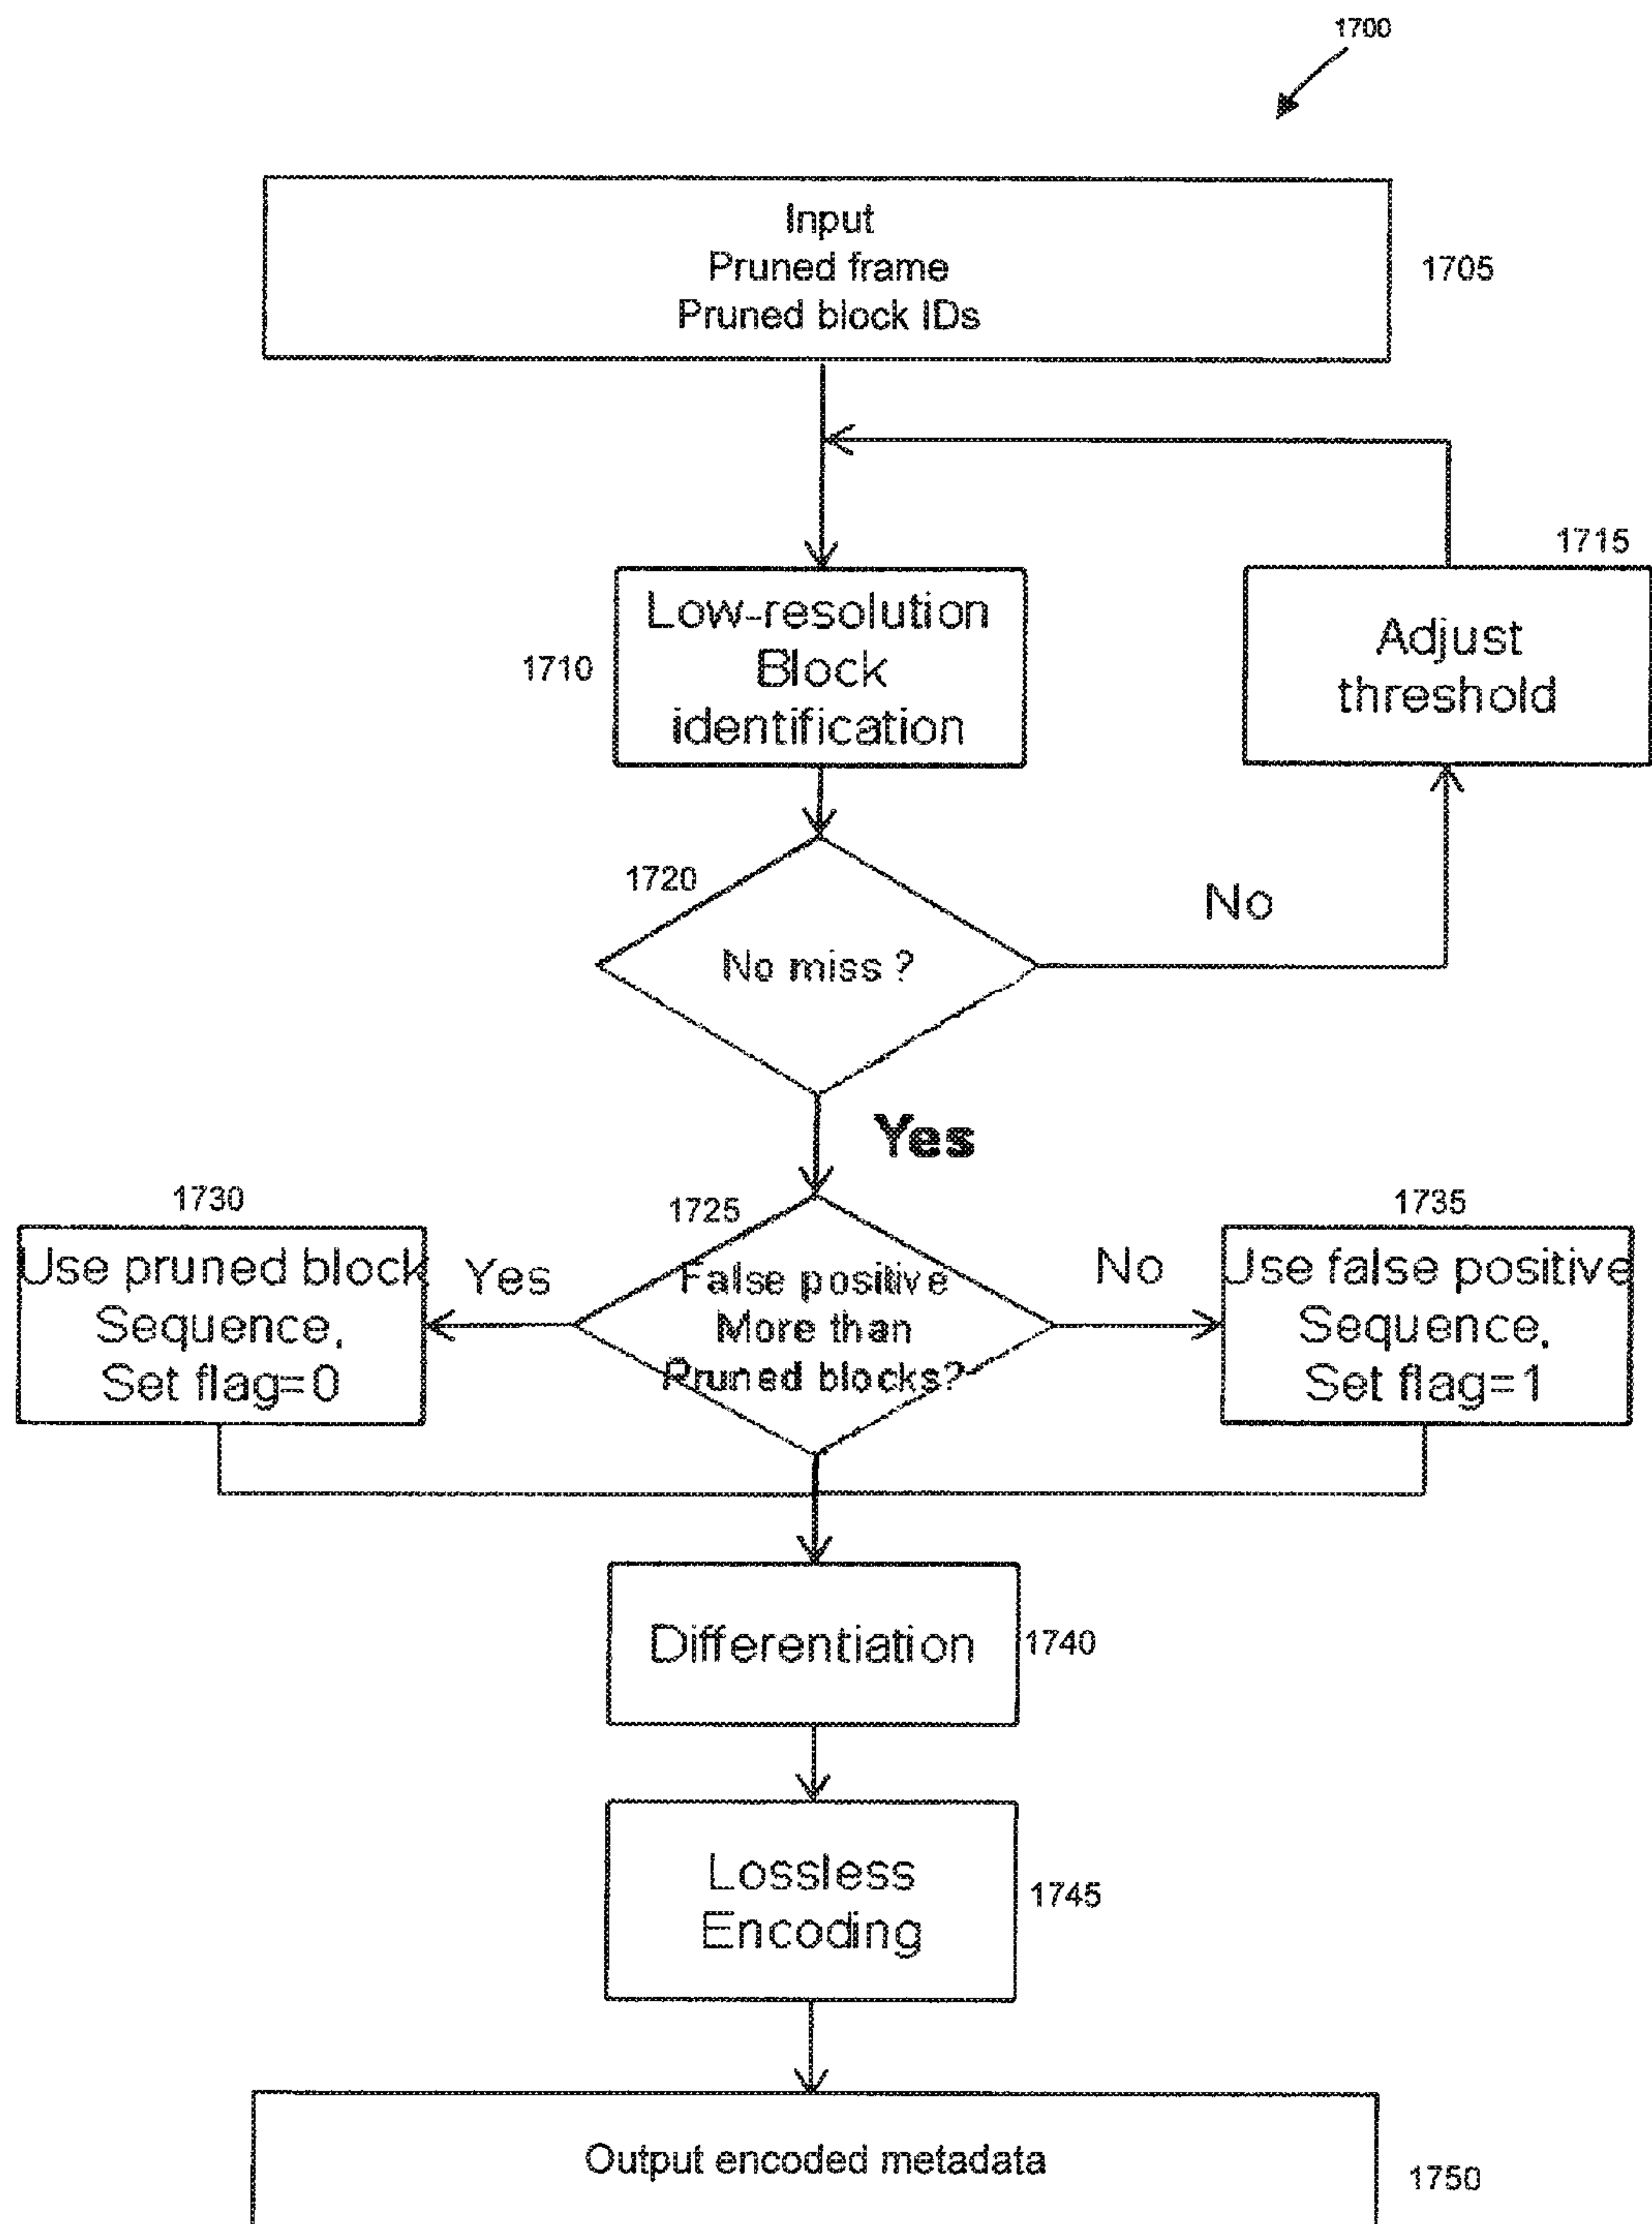 1700
Input
Pruned frame
Pruned block IDs
1705
1715
Low-resolution
Block
identification
1710
Adjust
threshold
1720
No
No miss ?
Yes
1730
1725
1735
Use pruned block
Sequence,
Set flag=0
Yes
False positive
More than
Pruned blocks?
No
Use false positive
Sequence,
Set flag=1
Differentiation
1740
Lossless
Encoding
1745
Output encoded metadata
1750